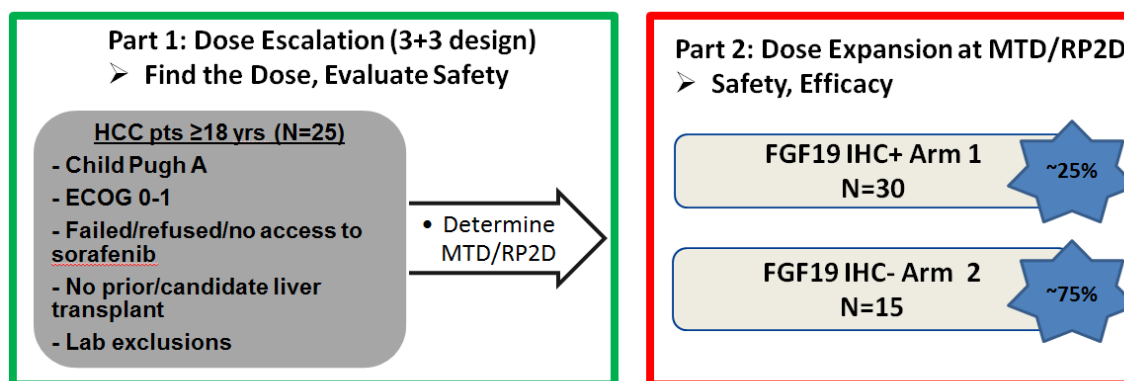 Part 1: Dose Escalation (3+3 design)
➢ Find the Dose, Evaluate Safety
HCC pts ≥18 yrs (N=25)
- Child Pugh A
- ECOG 0-1
- Failed/refused/no access to
sorafenib
- No prior/candidate liver
transplant
- Lab exclusions
• Determine
MTD/RP2D
Part 2: Dose Expansion at MTD/RP2D
➢ Safety, Efficacy
FGF19 IHC+ Arm 1
N=30
~25%
FGF19 IHC- Arm 2
N=15
~75%